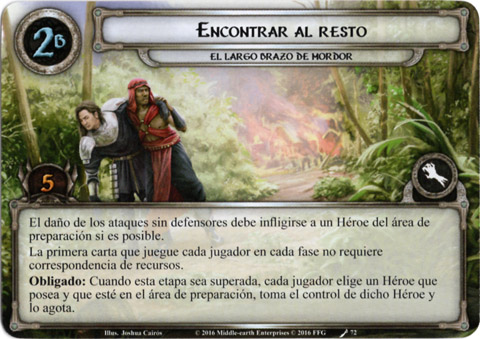 2B
ENCONTRAR AL RESTO
EL LARGO BRAZO DE MORDOR
5
El daño de los ataques sin defensores debe infligirse a un Héroe del área de
preparación si es posible.
La primera carta que juegue cada jugador en cada fase no requiere
correspondencia de recursos.
Obligado: Cuando esta etapa sea superada, cada jugador elige un Héroe que
posea y que esté en el área de preparación, toma el control de dicho Héroe y
lo agota.
Illus. Joshua Cairós © 2016 Middle-earth Enterprises © 2016 FFG 72